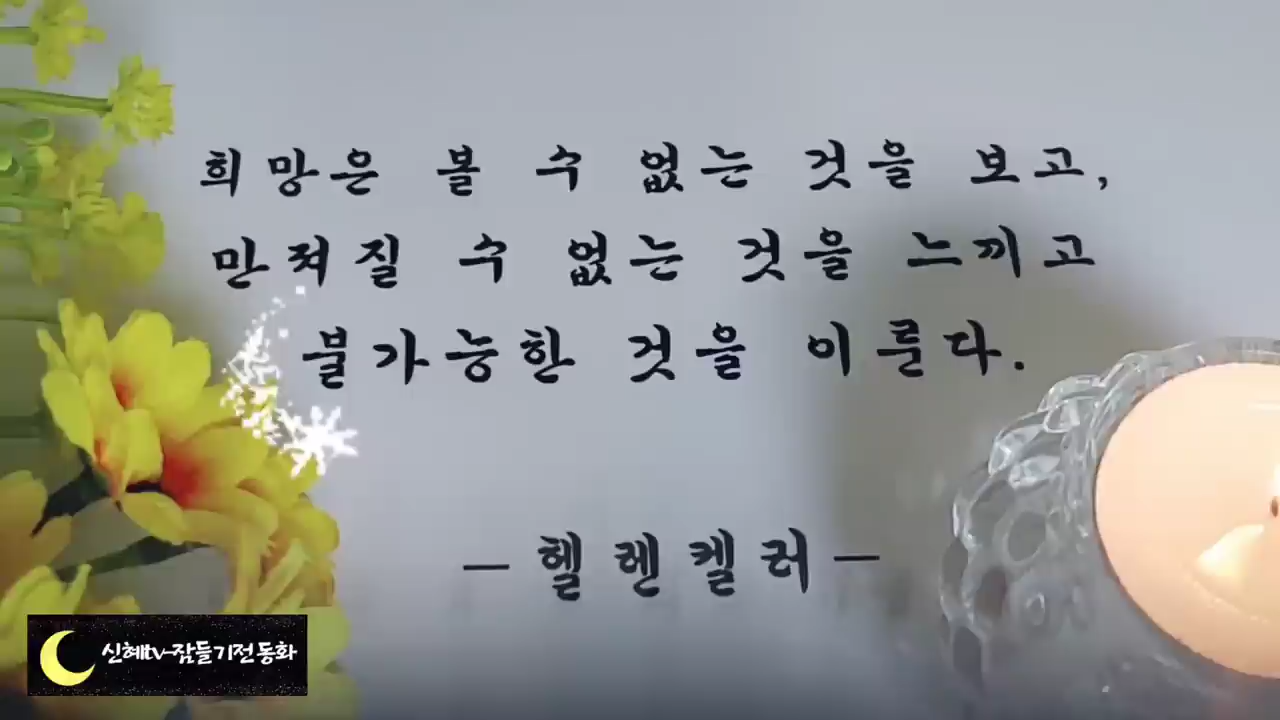 희망은 볼 수 없는 것을 보고,
만져질 수 없는 것을 느끼고
불가능한 것을 이룬다.
– 헬렌켈러 –
신혜tv-잠들기전 동화